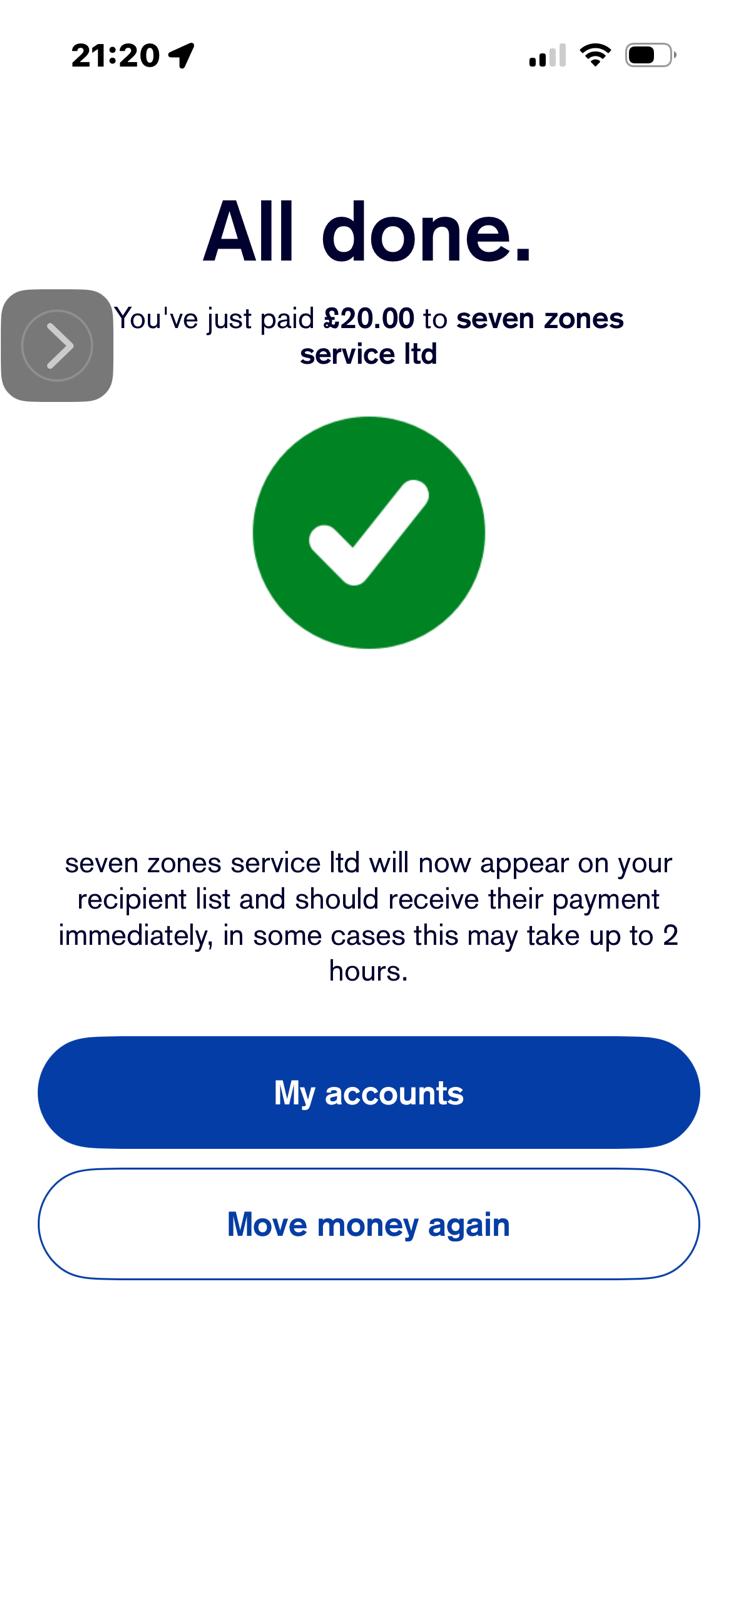 21:20
All done.
You've just paid £20.00 to seven zones
service ltd
seven zones service ltd will now appear on your
recipient list and should receive their payment
immediately, in some cases this may take up to 2
hours.
My accounts
Move money again